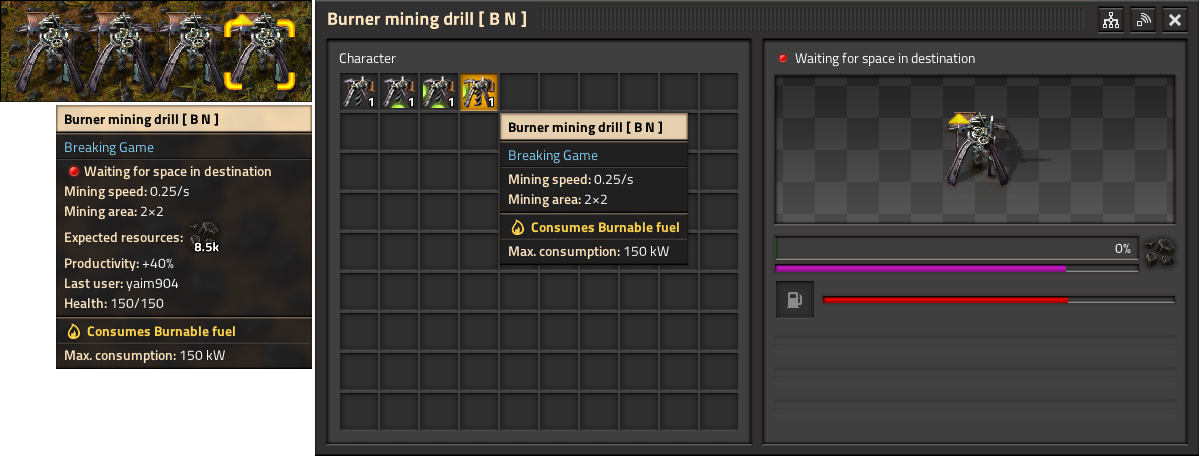 Burner mining drill [ B N ]
Breaking Game
Waiting for space in destination
Mining speed: 0.25/s
Mining area: 2×2
Expected resources: 8.5k
Productivity: +40%
Last user: yaim904
Health: 150/150
Consumes Burnable fuel
Max. consumption: 150 kW
Burner mining drill [ B N ]
Character
1 1 1 1
Burner mining drill [ B N ]
Breaking Game
Mining speed: 0.25/s
Mining area: 2×2
Consumes Burnable fuel
Max. consumption: 150 kW
Waiting for space in destination
0%